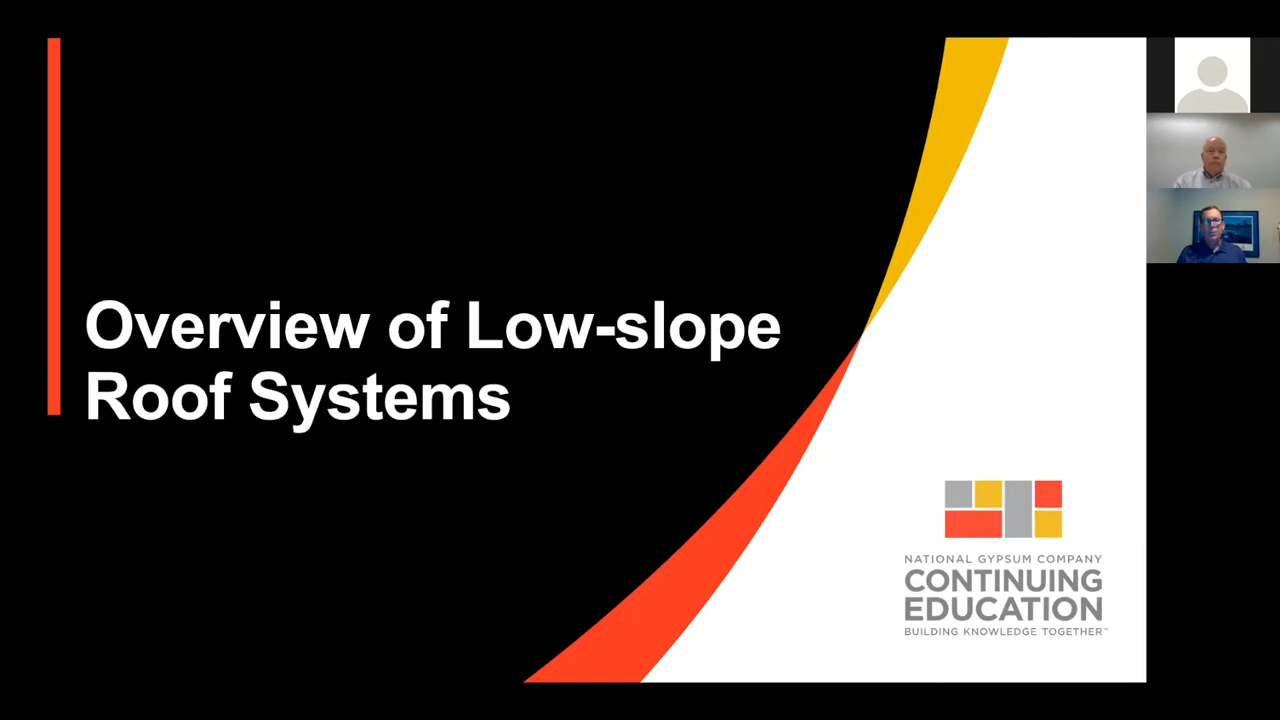 Overview of Low-slope
Roof Systems
NATIONAL GYPSUM COMPANY
CONTINUING
EDUCATION
BUILDING KNOWLEDGE TOGETHER™